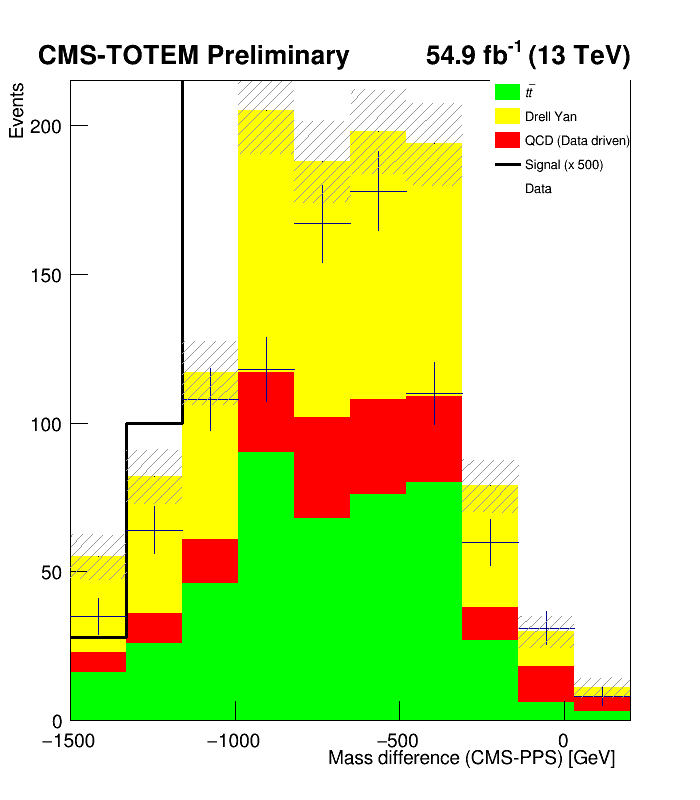 CMS-TOTEM Preliminary 54.9 fb⁻¹ (13 TeV)
Events
tt̅
Drell Yan
QCD (Data driven)
Signal (x 500)
Data
200
150
100
50
0
−1500 −1000 −500 0
Mass difference (CMS-PPS) [GeV]